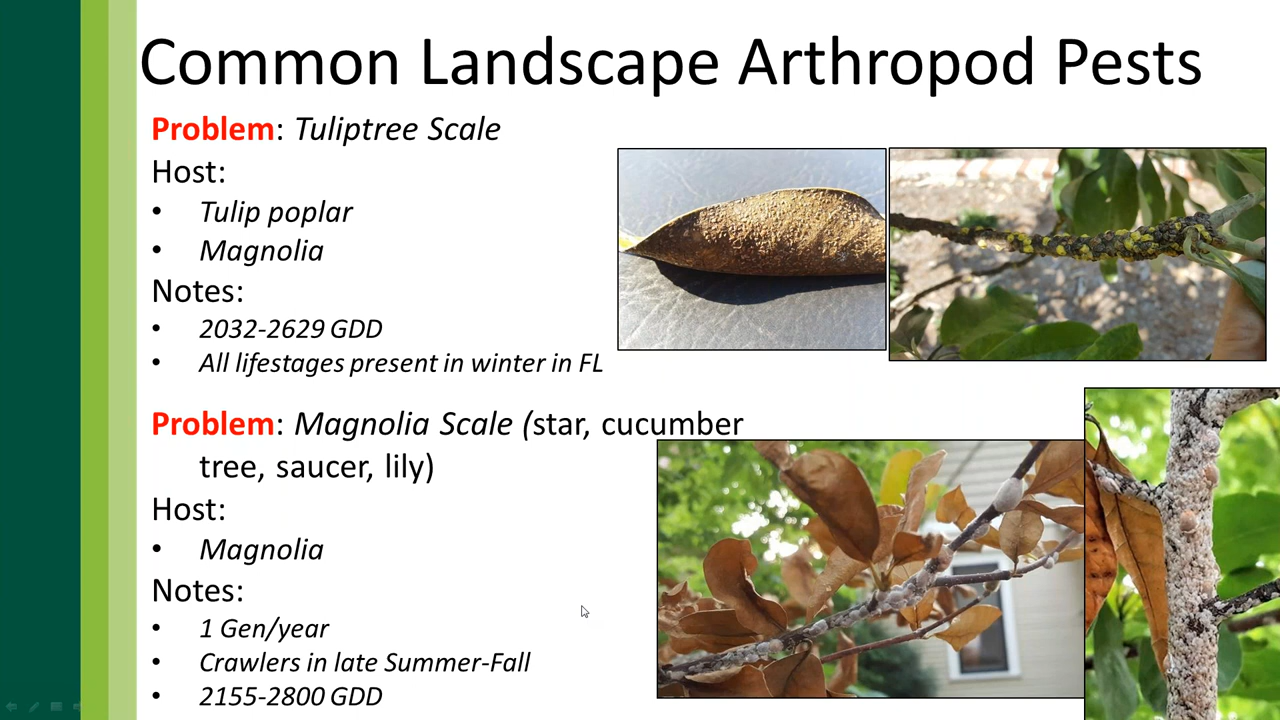 Common Landscape Arthropod Pests
Problem: Tuliptree Scale
Host:
• Tulip poplar
• Magnolia
Notes:
• 2032-2629 GDD
• All lifestages present in winter in FL
Problem: Magnolia Scale (star, cucumber
tree, saucer, lily)
Host:
• Magnolia
Notes:
• 1 Gen/year
• Crawlers in late Summer-Fall
• 2155-2800 GDD